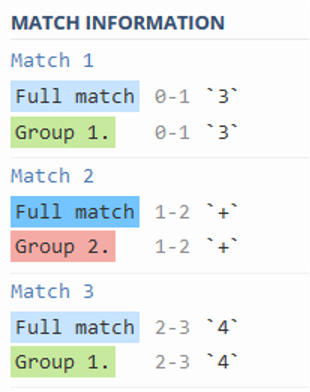 MATCH INFORMATION
Match 1
Full match 0-1 `3`
Group 1. 0-1 `3`
Match 2
Full match 1-2 `+`
Group 2. 1-2 `+`
Match 3
Full match 2-3 `4`
Group 1. 2-3 `4`